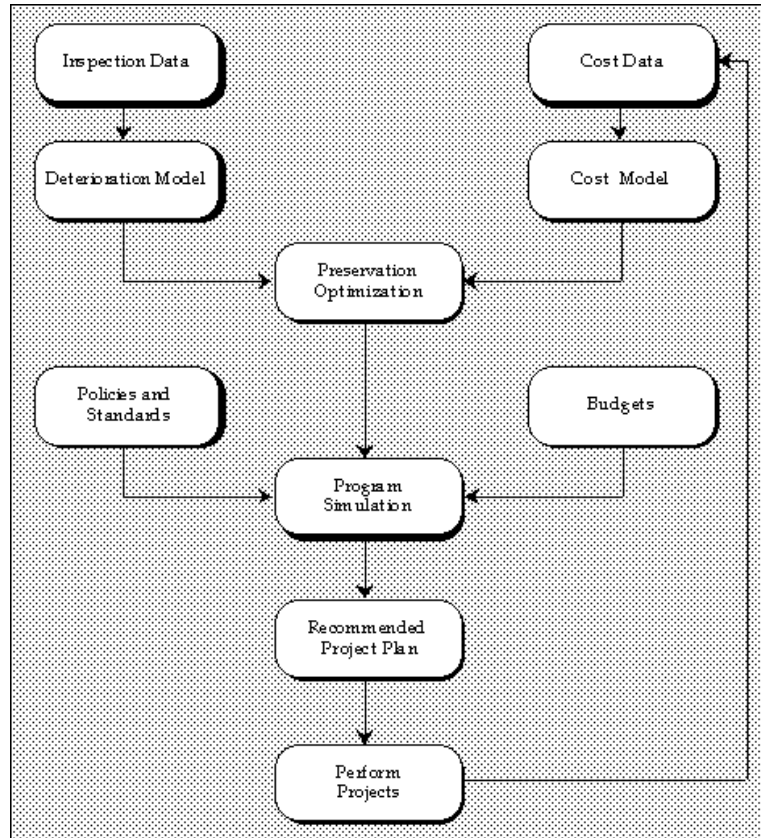 Inspection Data
Cost Data
Deterioration Model
Cost Model
Preservation
Optimization
Policies and
Standards
Budgets
Program
Simulation
Recommended
Project Plan
Perform
Projects